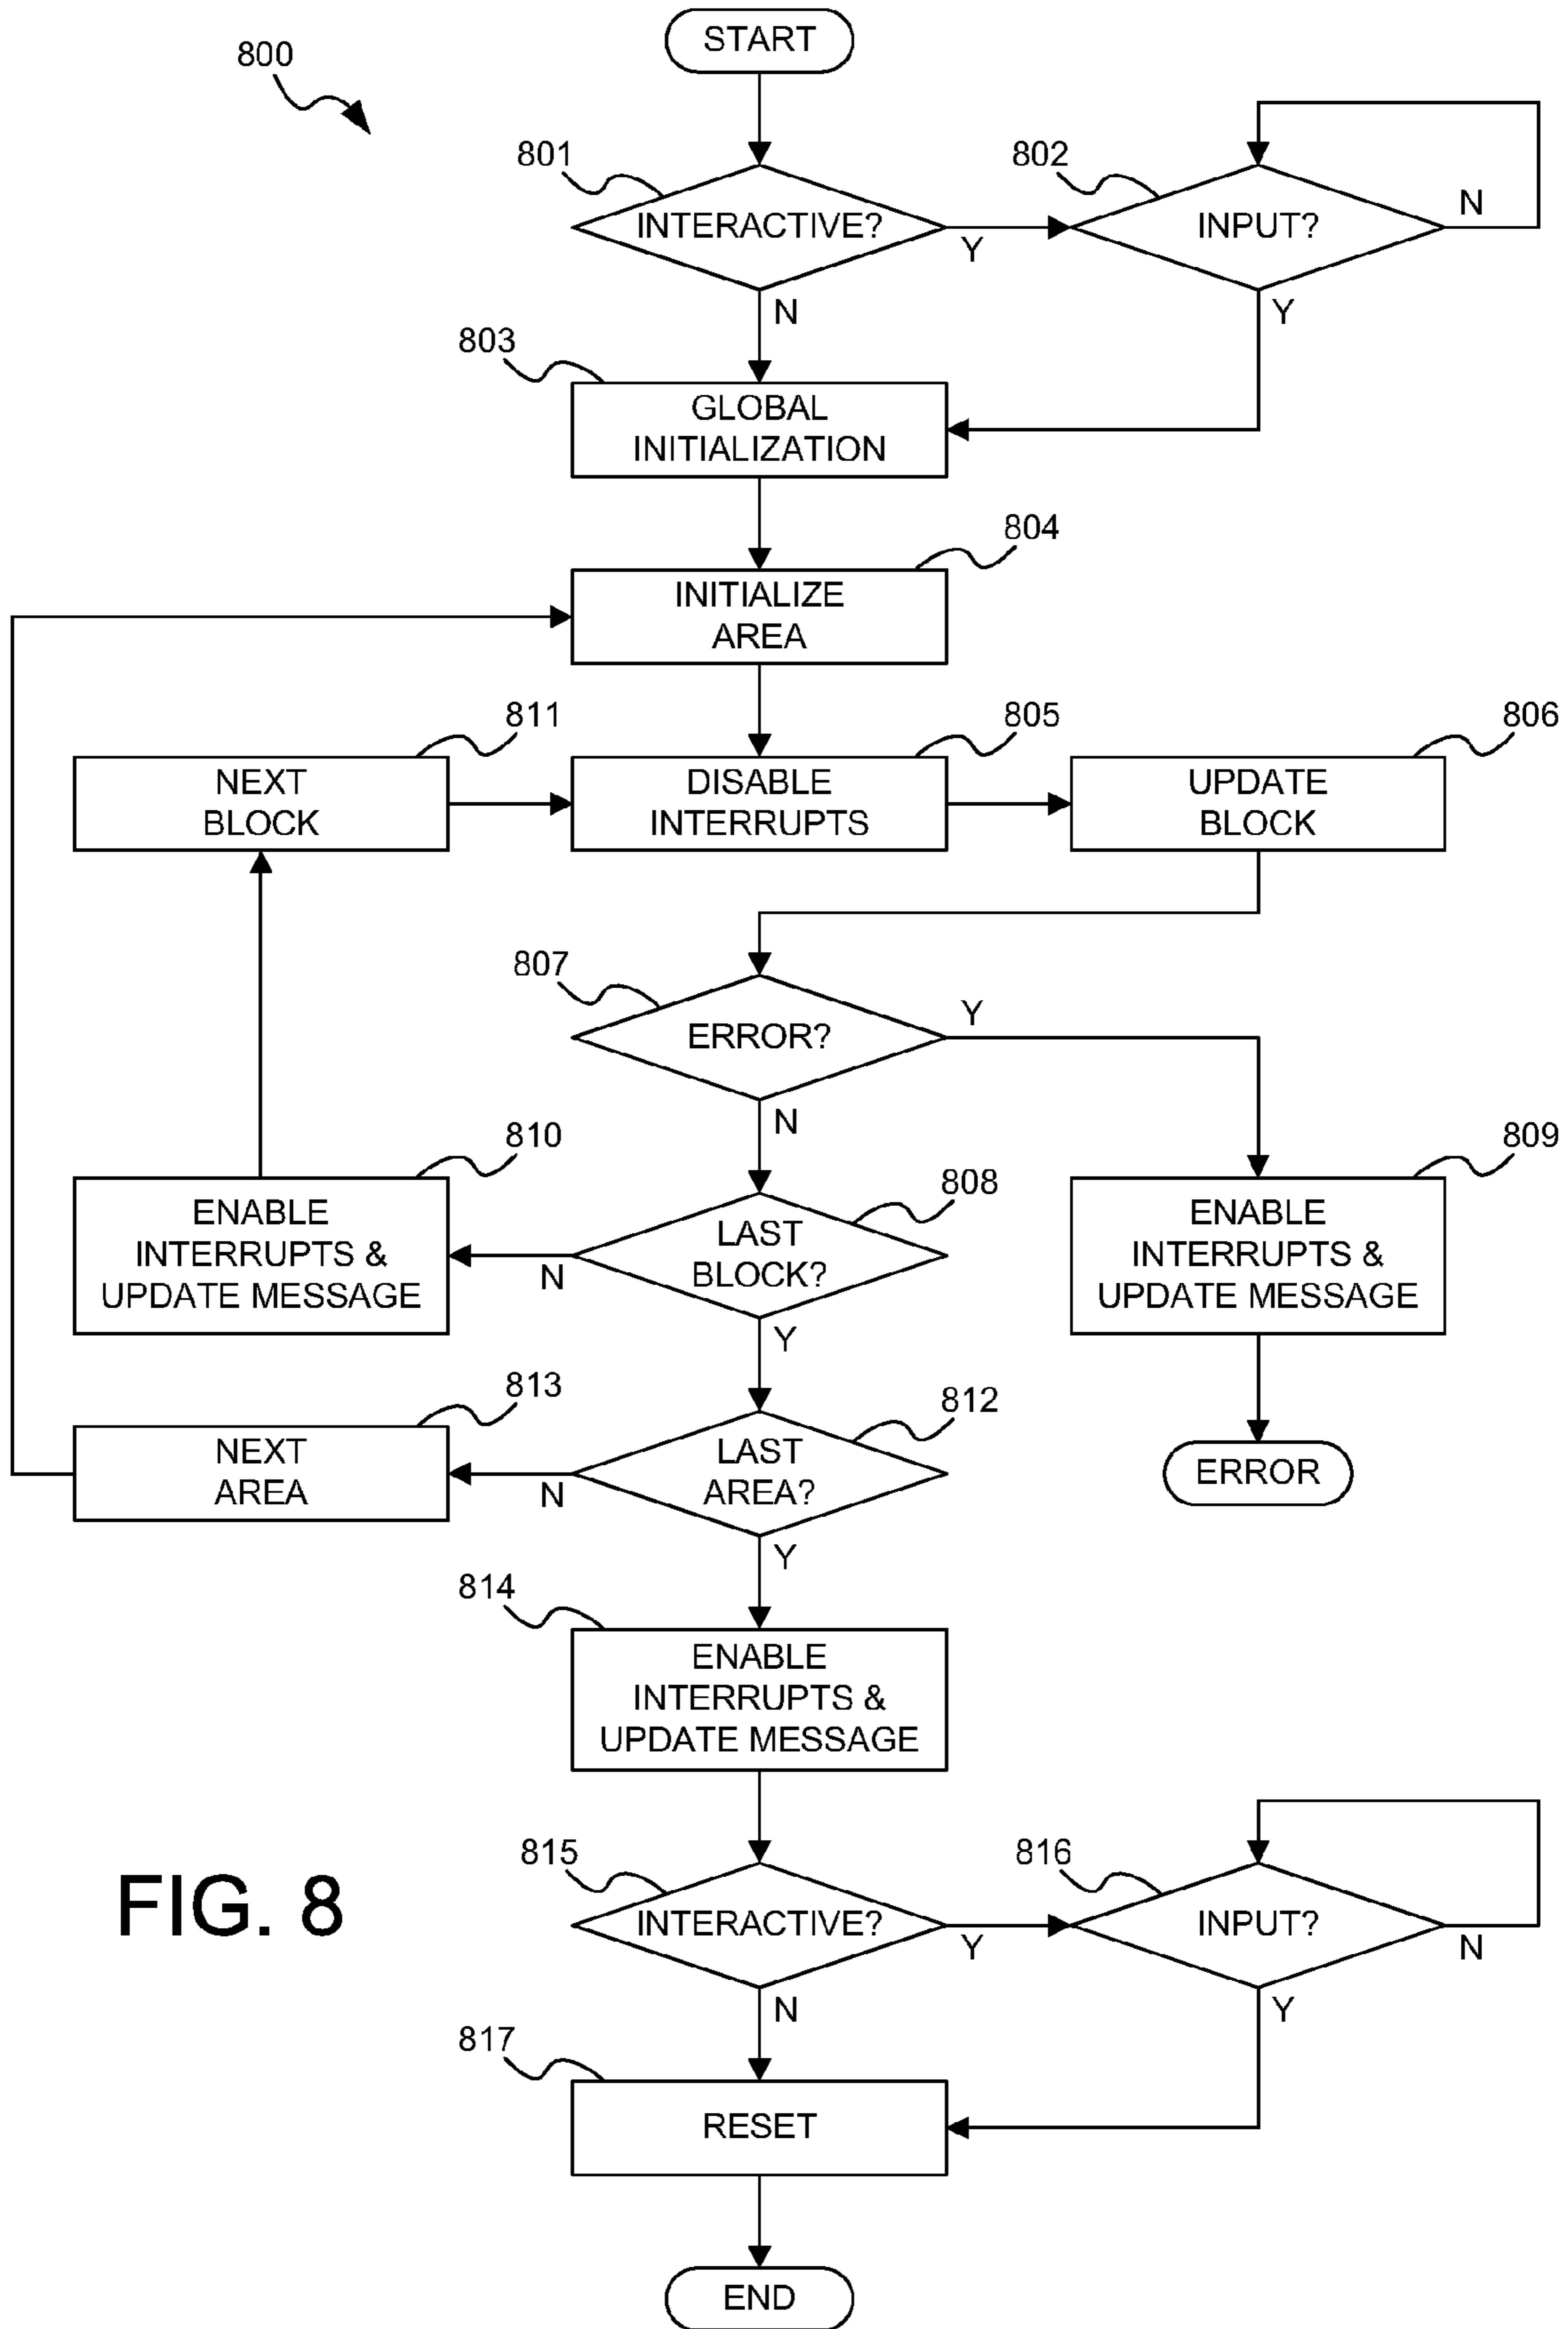 START
800
801
802
INTERACTIVE?
Y
INPUT?
N
N
Y
803
GLOBAL
INITIALIZATION
804
INITIALIZE
AREA
811
805
806
NEXT
BLOCK
DISABLE
INTERRUPTS
UPDATE
BLOCK
807
ERROR?
Y
N
810
808
809
ENABLE
INTERRUPTS &
UPDATE MESSAGE
N
LAST
BLOCK?
ENABLE
INTERRUPTS &
UPDATE MESSAGE
Y
813
812
NEXT
AREA
N
LAST
AREA?
ERROR
Y
814
ENABLE
INTERRUPTS &
UPDATE MESSAGE
FIG. 8
815
816
INTERACTIVE?
Y
INPUT?
N
N
Y
817
RESET
END